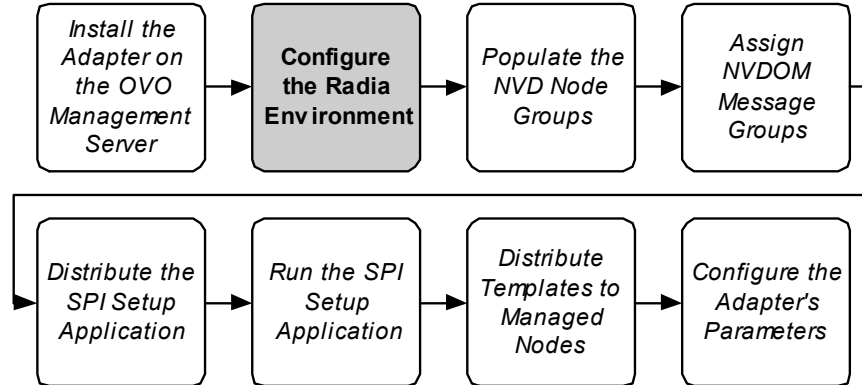 Install the
Adapter on
the OVO
Management
Server
Configure
the Radia
Environment
Populate the
NVD Node
Groups
Assign
NVDOM
Message
Groups
Distribute the
SPI Setup
Application
Run the SPI
Setup
Application
Distribute
Templates to
Managed
Nodes
Configure the
Adapter's
Parameters